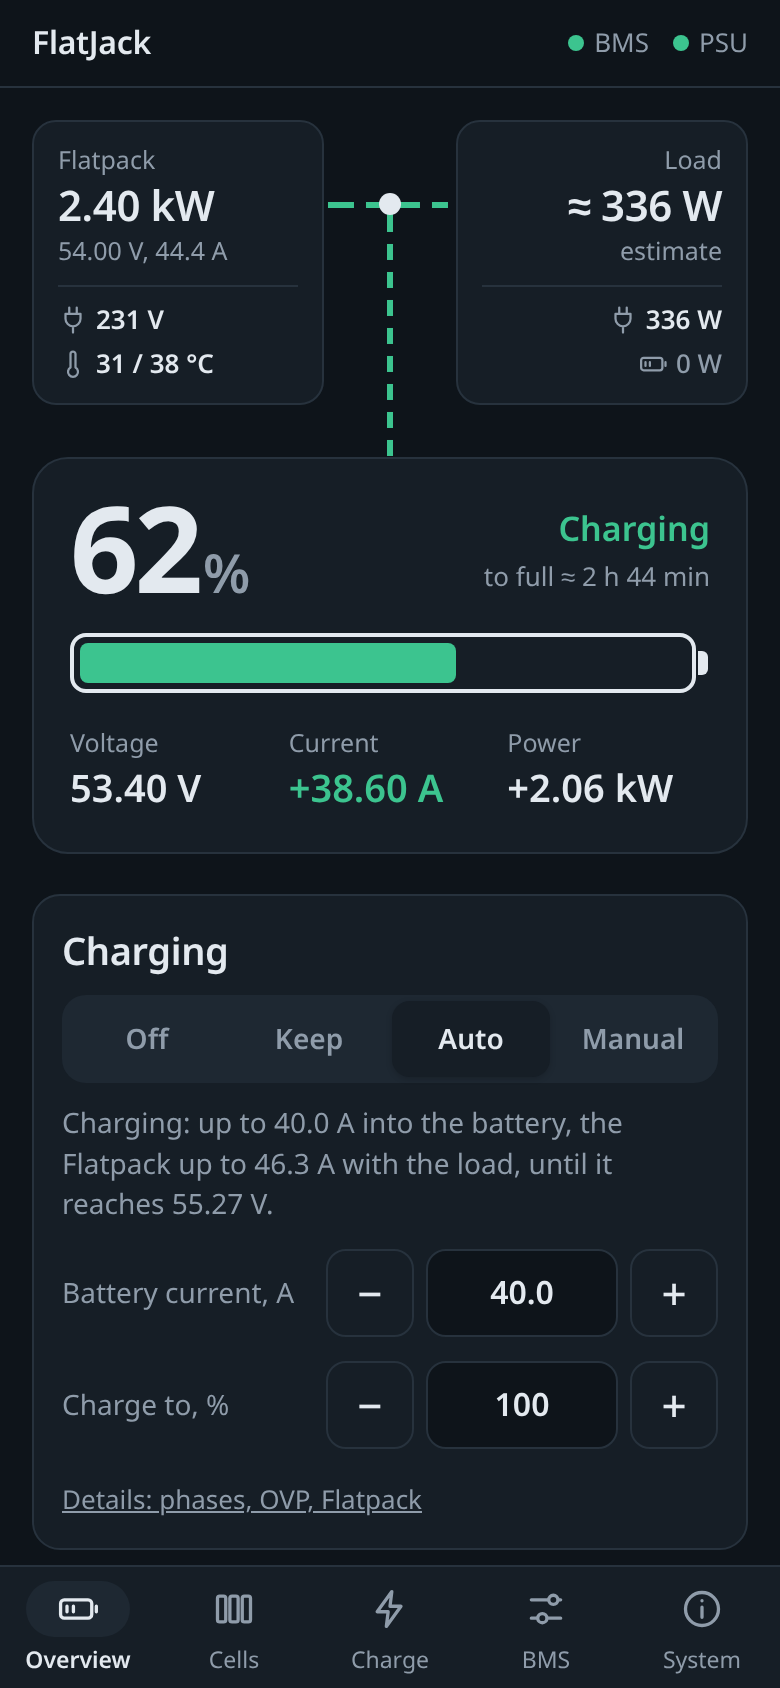 FlatJack
BMS
PSU
Flatpack
2.40 kW
54.00 V, 44.4 A
231 V
31 / 38 °C
Load
≈ 336 W
estimate
336 W
0 W
62%
Charging
to full ≈ 2 h 44 min
Voltage
53.40 V
Current
+38.60 A
Power
+2.06 kW
Charging
Off
Keep
Auto
Manual
Charging: up to 40.0 A into the battery, the
Flatpack up to 46.3 A with the load, until it
reaches 55.27 V.
Battery current, A
−
40.0
+
Charge to, %
−
100
+
Details: phases, OVP, Flatpack
Overview
Cells
Charge
BMS
System